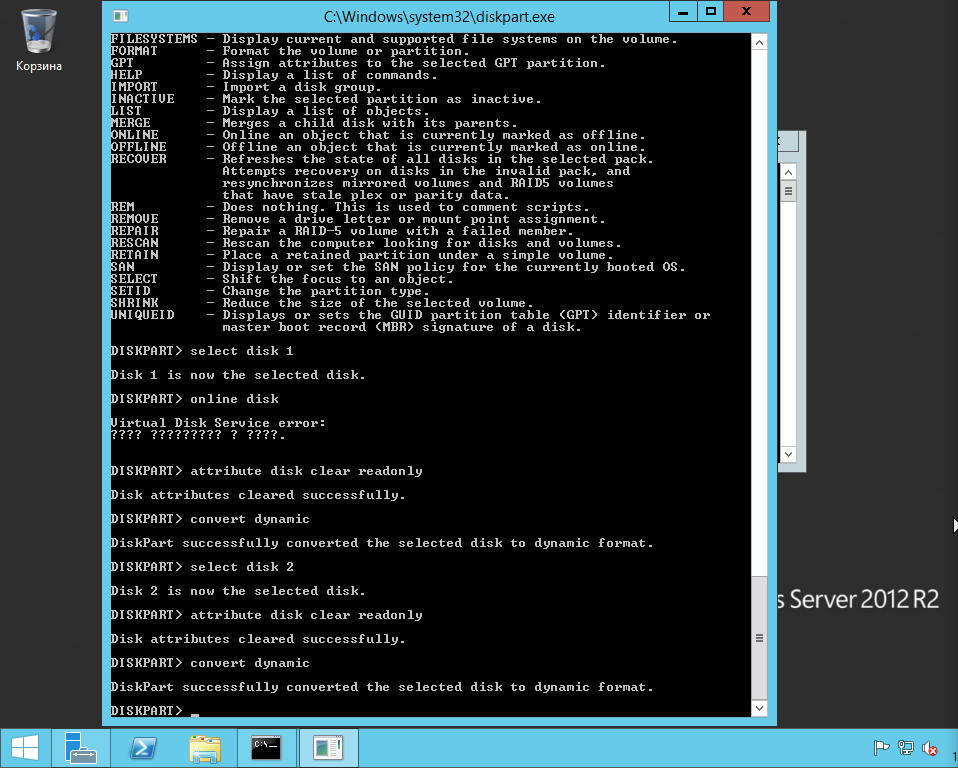 C:\Windows\system32\diskpart.exe
Корзина
FILESYSTEMS – Display current and supported file systems on the volume.
FORMAT – Format the volume or partition.
GPT – Assign attributes to the selected GPT partition.
HELP – Display a list of commands.
IMPORT – Import a disk group.
INACTIVE – Mark the selected partition as inactive.
LIST – Display a list of objects.
MERGE – Merges a child disk with its parents.
ONLINE – Online an object that is currently marked as offline.
OFFLINE – Offline an object that is currently marked as online.
RECOVER – Refreshes the state of all disks in the selected pack.
Attempts recovery on disks in the invalid pack, and
resynchronizes mirrored volumes and RAID5 volumes
that have stale plex or parity data.
REM – Does nothing. This is used to comment scripts.
REMOVE – Remove a drive letter or mount point assignment.
REPAIR – Repair a RAID-5 volume with a failed member.
RESCAN – Rescan the computer looking for disks and volumes.
RETAIN – Place a retained partition under a simple volume.
SAN – Display or set the SAN policy for the currently booted OS.
SELECT – Shift the focus to an object.
SETID – Change the partition type.
SHRINK – Reduce the size of the selected volume.
UNIQUEID – Displays or sets the GUID partition table (GPT) identifier or
master boot record (MBR) signature of a disk.
DISKPART> select disk 1
Disk 1 is now the selected disk.
DISKPART> online disk
Virtual Disk Service error:
???? ????????? ? ????.
DISKPART> attribute disk clear readonly
Disk attributes cleared successfully.
DISKPART> convert dynamic
DiskPart successfully converted the selected disk to dynamic format.
DISKPART> select disk 2
Disk 2 is now the selected disk.
DISKPART> attribute disk clear readonly
Disk attributes cleared successfully.
DISKPART> convert dynamic
DiskPart successfully converted the selected disk to dynamic format.
DISKPART> _
s Server 2012 R2
C:\_
1